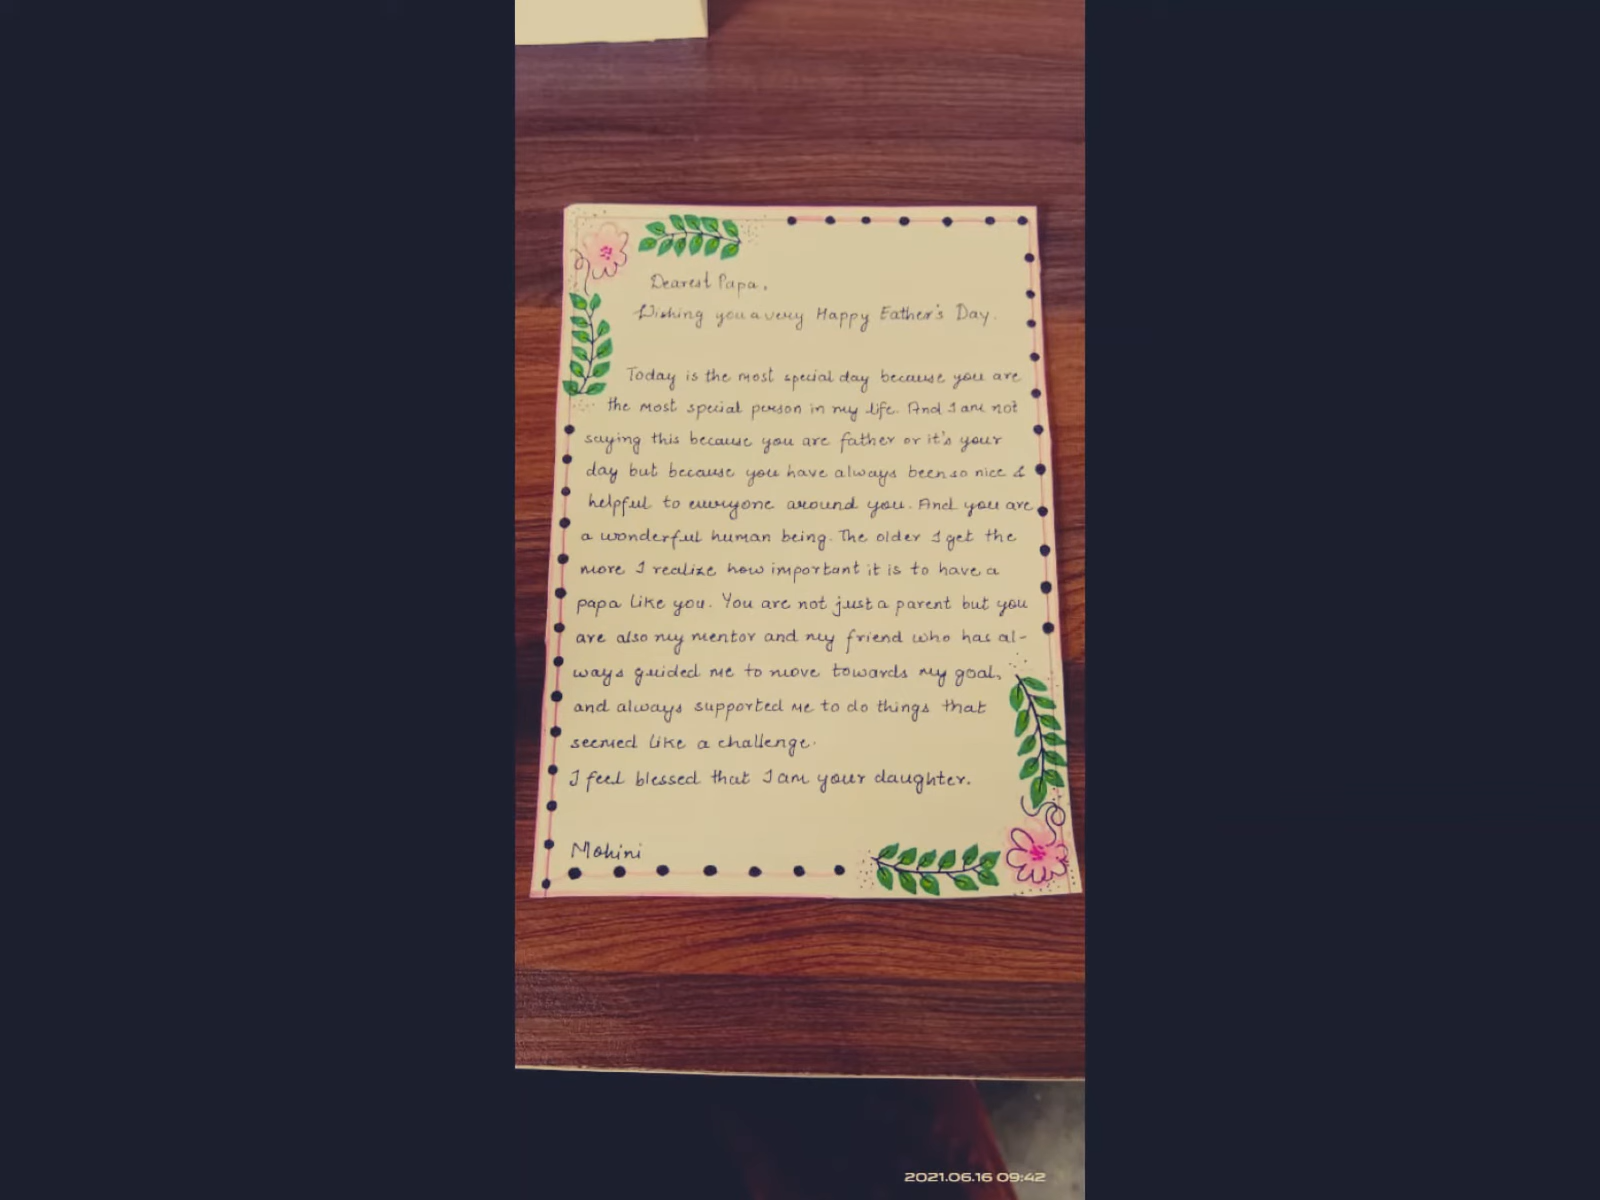 Dearest Papa,
Wishing you a very Happy Father's Day.
Today is the most special day because you are
the most special person in my life. And I am not
saying this because you are father or it's your
day but because you have always been so nice &
helpful to everyone around you. And you are
a wonderful human being. The older I get the
more I realize how important it is to have a
papa like you. You are not just a parent but you
are also my mentor and my friend who has al-
ways guided me to move towards my goal,
and always supported me to do things that
seemed like a challenge.
I feel blessed that I am your daughter.
Mohini
2021.06.16 09:42